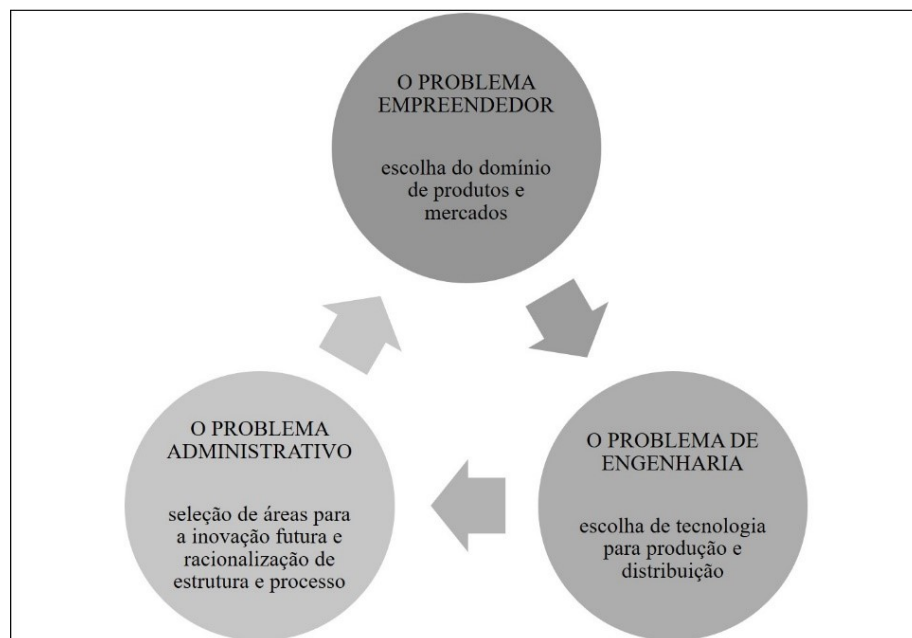 O PROBLEMA
EMPREENDEDOR
escolha do domínio
de produtos e
mercados
O PROBLEMA
ADMINISTRATIVO
seleção de áreas para
a inovação futura e
racionalização de
estrutura e processo
O PROBLEMA DE
ENGENHARIA
escolha de tecnologia
para produção e
distribuição